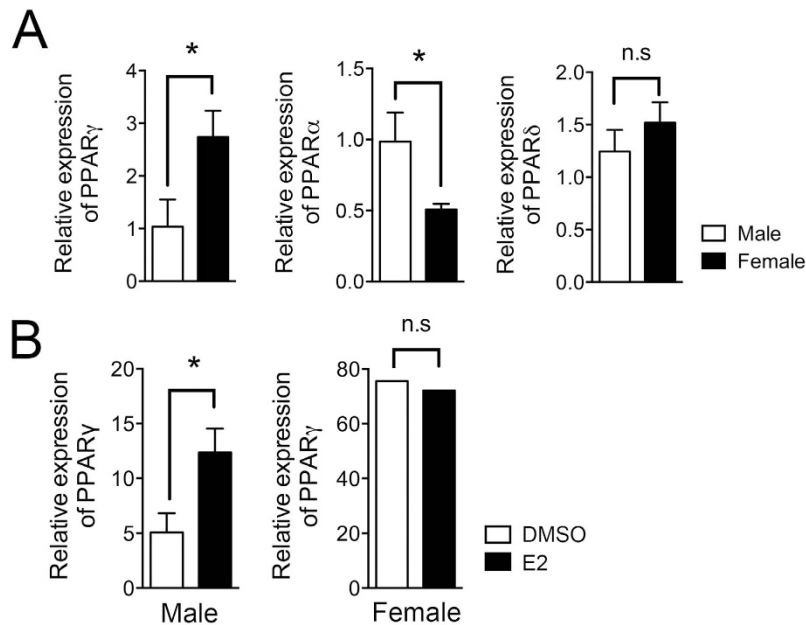 A
Relative expression
of PPARγ
4
3
2
1
0
*
Relative expression
of PPARα
1.5
1.0
0.5
0.0
*
Relative expression
of PPARδ
2.0
1.5
1.0
0.5
0.0
n.s
Male
Female
B
Relative expression
of PPARγ
20
15
10
5
0
*
Male
Relative expression
of PPARγ
80
60
40
20
0
n.s
Female
DMSO
E2